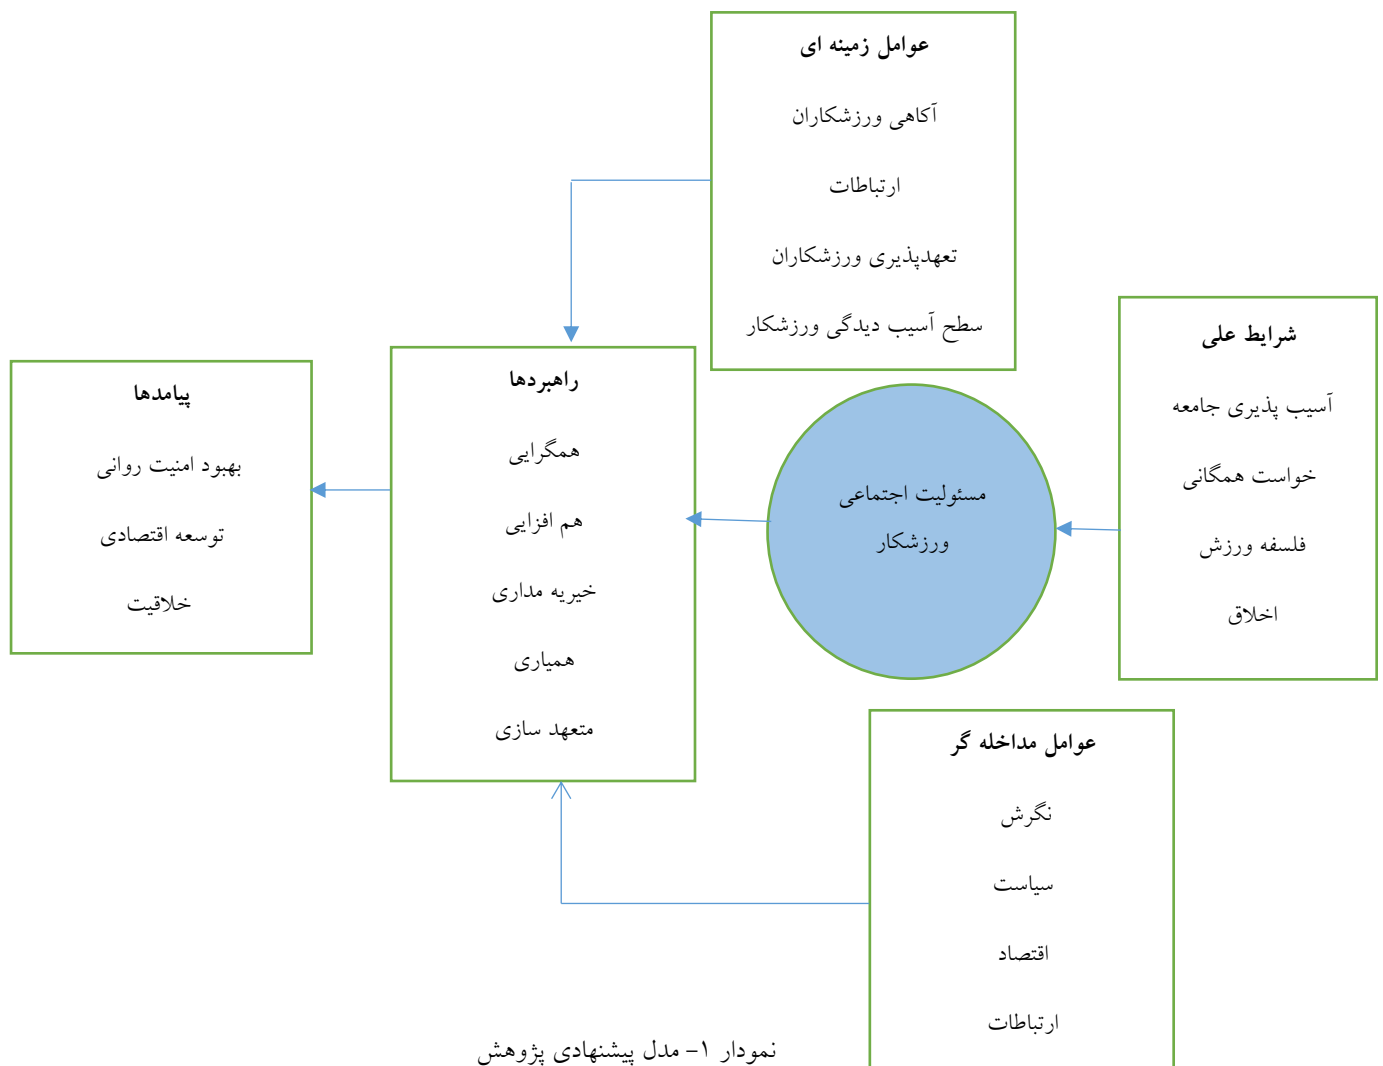 عوامل زمینه ای
آکاهی ورزشکاران
ارتباطات
تعهدپذیری ورزشکاران
سطح آسیب دیدگی ورزشکار
شرایط علی
آسیب پذیری جامعه
خواست همگانی
فلسفه ورزش
اخلاق
مسئولیت اجتماعی
ورزشکار
راهبردها
همگرایی
هم افزایی
خیریه مداری
همیاری
متعهد سازی
پیامدها
بهبود امنیت روانی
توسعه اقتصادی
خلاقیت
عوامل مداخله گر
نگرش
سیاست
اقتصاد
ارتباطات
نمودار ۱- مدل پیشنهادی پژوهش